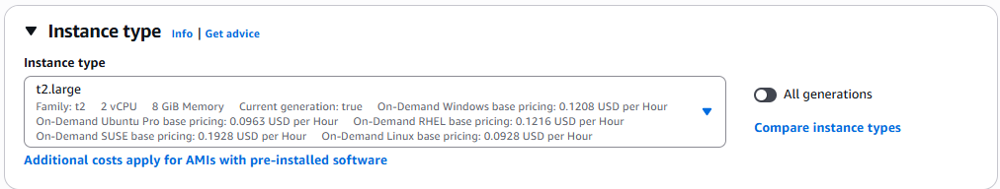 Instance type Info | Get advice
Instance type
t2.large
Family: t2 2 vCPU 8 GiB Memory Current generation: true On-Demand Windows base pricing: 0.1208 USD per Hour
On-Demand Ubuntu Pro base pricing: 0.0963 USD per Hour On-Demand RHEL base pricing: 0.1216 USD per Hour
On-Demand SUSE base pricing: 0.1928 USD per Hour On-Demand Linux base pricing: 0.0928 USD per Hour
All generations
Compare instance types
Additional costs apply for AMIs with pre-installed software